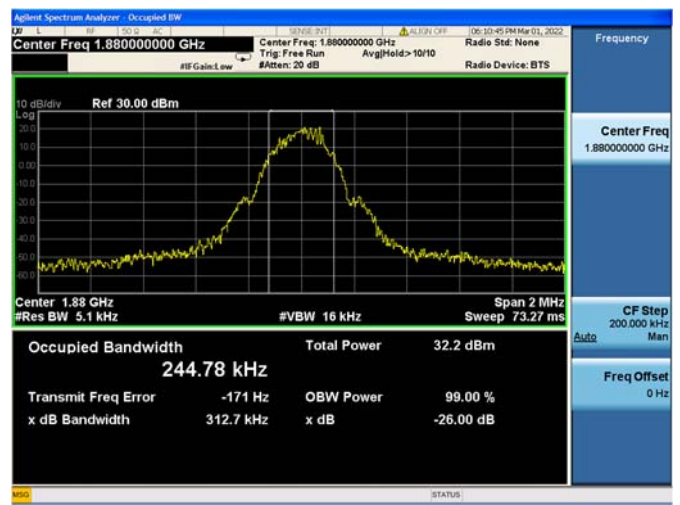 Agilent Spectrum Analyzer - Occupied BW
L RF 50 Ω AC SENSE:INT ALIGN OFF 06:10:45 PM Mar 01, 2022
Center Freq 1.880000000 GHz
Center Freq: 1.880000000 GHz
Radio Std: None
Trig: Free Run Avg|Hold:> 10/10
#IFGain:Low #Atten: 20 dB Radio Device: BTS
Frequency
10 dB/div Ref 30.00 dBm
Log
20.0
10.0
0.00
-10.0
-20.0
-30.0
-40.0
-50.0
-60.0
Center 1.88 GHz Span 2 MHz
#Res BW 5.1 kHz #VBW 16 kHz Sweep 73.27 ms
Occupied Bandwidth Total Power 32.2 dBm
244.78 kHz
Transmit Freq Error -171 Hz OBW Power 99.00 %
x dB Bandwidth 312.7 kHz x dB -26.00 dB
Center Freq
1.880000000 GHz
CF Step
200.000 kHz
Auto Man
Freq Offset
0 Hz
MSG STATUS